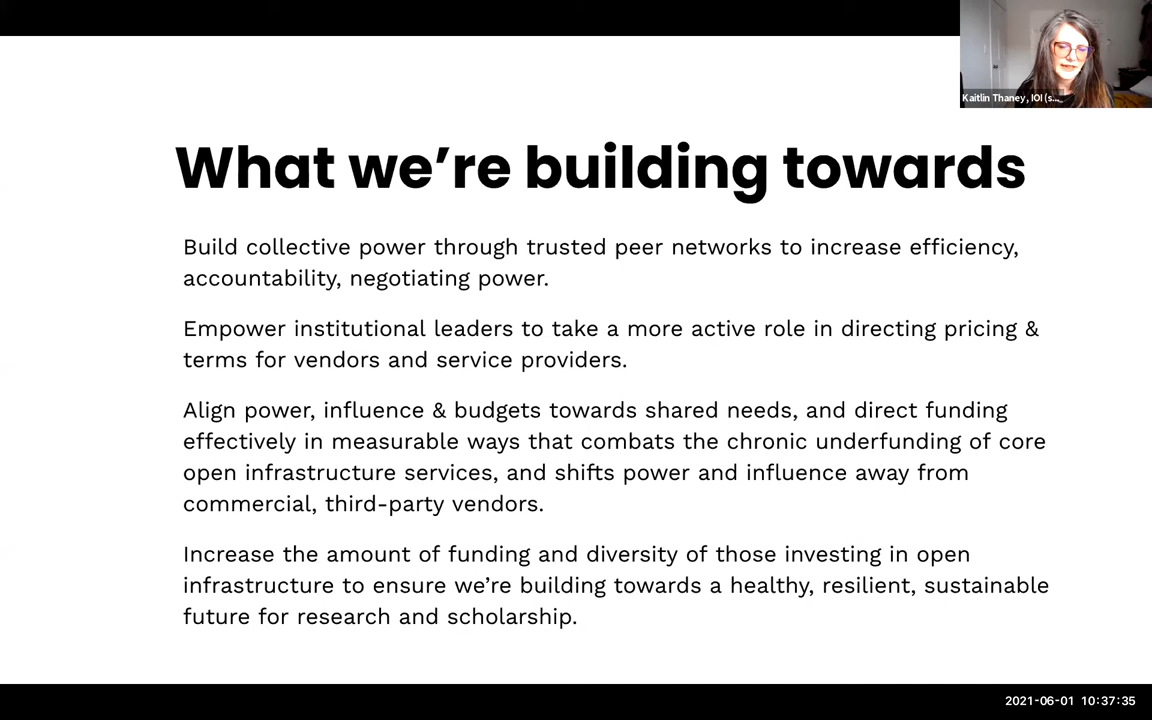 Kaitlin Thaney, IOI (s...
What we’re building towards
Build collective power through trusted peer networks to increase efficiency,
accountability, negotiating power.
Empower institutional leaders to take a more active role in directing pricing &
terms for vendors and service providers.
Align power, influence & budgets towards shared needs, and direct funding
effectively in measurable ways that combats the chronic underfunding of core
open infrastructure services, and shifts power and influence away from
commercial, third-party vendors.
Increase the amount of funding and diversity of those investing in open
infrastructure to ensure we’re building towards a healthy, resilient, sustainable
future for research and scholarship.
2021-06-01 10:37:35